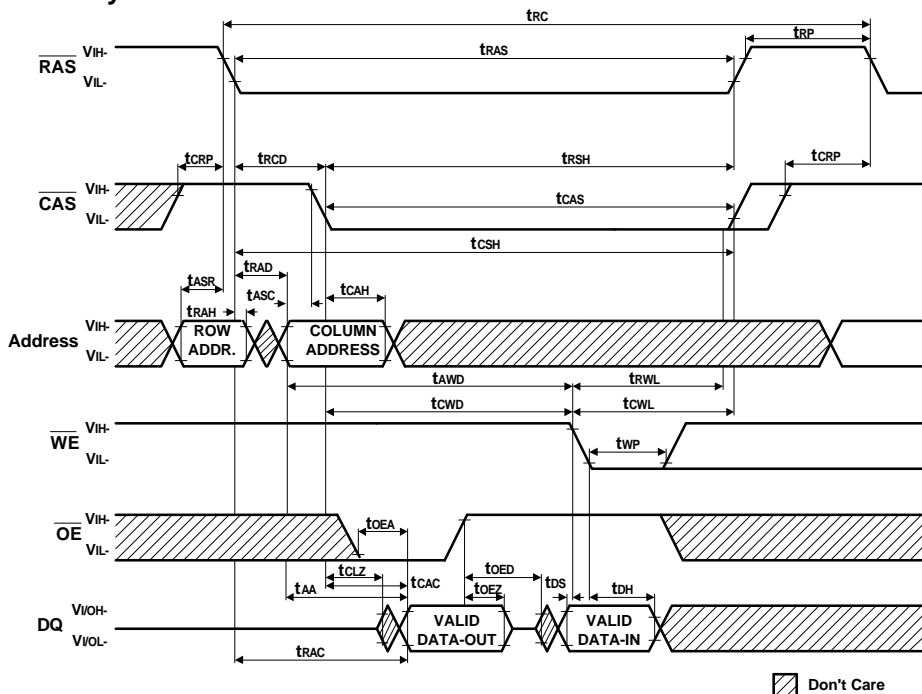 tRC
tRP
tRAS
RAS
VIH-
VIL-
tCRP
tRCD
tRSH
tCRP
CAS
VIH-
VIL-
tCAS
tCSH
tRAD
tASR
tASC
tCAH
tRAH
Address
VIH-
VIL-
ROW
ADDR.
COLUMN
ADDRESS
tAWD
tRWL
tCWD
tCWL
WE
VIH-
VIL-
tWP
OE
VIH-
VIL-
tOEA
tCLZ
tCAC
tOED
tAA
tOEZ
tDS
tDH
DQ
VI/OH-
VI/OL-
VALID
DATA-OUT
VALID
DATA-IN
tRAC
Don't Care